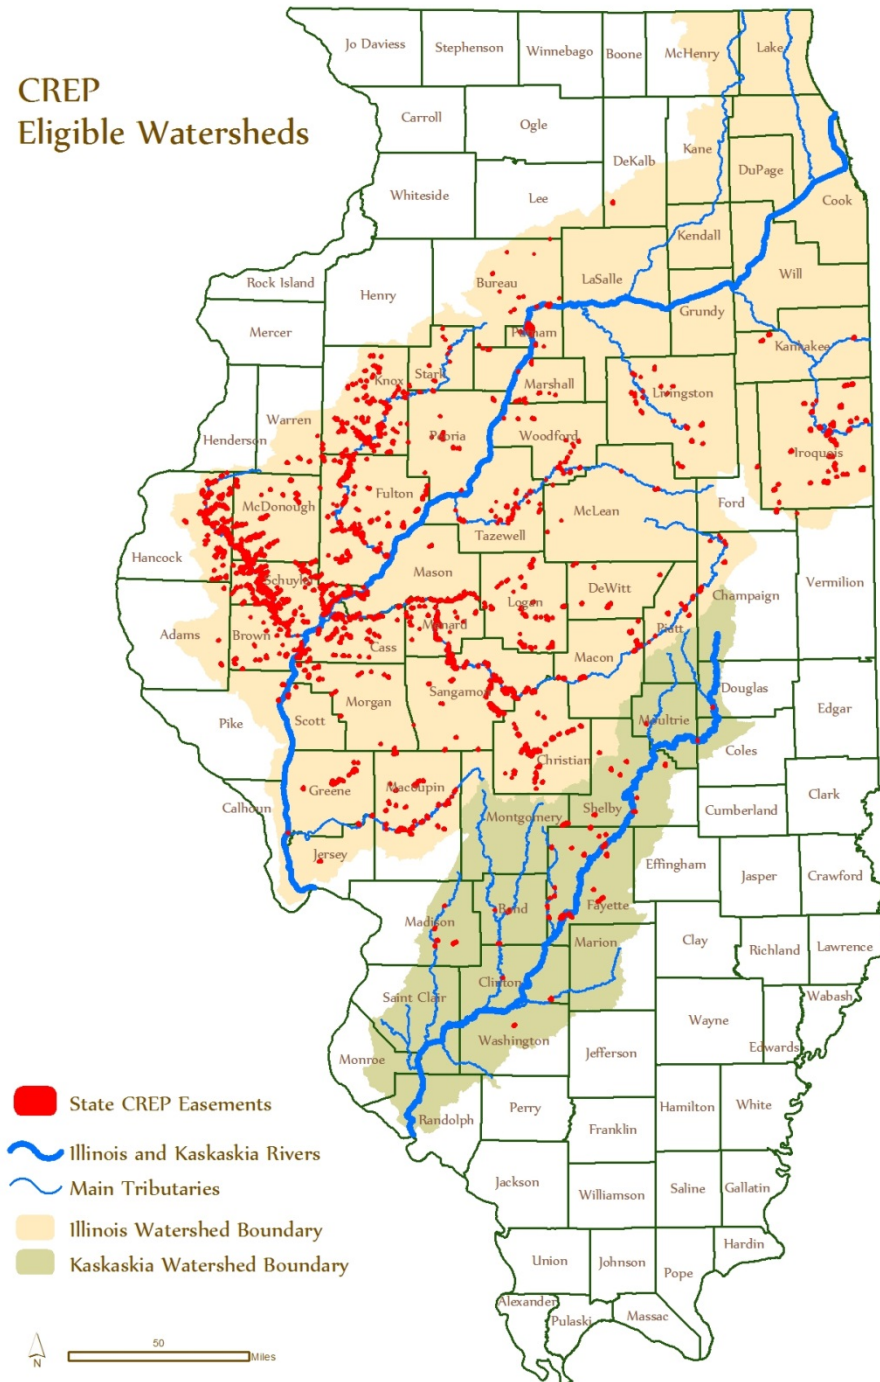 CREP
Eligible Watersheds
Jo Daviess
Stephenson
Winnebago
Boone
McHenry
Lake
Carroll
Ogle
DeKalb
Kane
DuPage
Cook
Whiteside
Lee
Kendall
Will
Rock Island
Henry
Bureau
LaSalle
Grundy
Mercer
Putnam
Kankakee
Knox
Stark
Marshall
Livingston
Henderson
Warren
Peoria
Woodford
Iroquois
McDonough
Fulton
Tazewell
McLean
Ford
Hancock
Schuyler
Mason
Logan
DeWitt
Champaign
Vermilion
Adams
Brown
Cass
Menard
Macon
Piatt
Pike
Scott
Morgan
Sangamon
Moultrie
Douglas
Edgar
Christian
Coles
Calhoun
Greene
Macoupin
Montgomery
Shelby
Cumberland
Clark
Jersey
Effingham
Jasper
Crawford
Madison
Bond
Fayette
Marion
Clay
Richland
Lawrence
Saint Clair
Clinton
Wayne
Edwards
Wabash
Monroe
Washington
Jefferson
Randolph
Perry
Franklin
Hamilton
White
Jackson
Williamson
Saline
Gallatin
Union
Johnson
Pope
Hardin
Alexander
Pulaski
Massac
State CREP Easements
Illinois and Kaskaskia Rivers
Main Tributaries
Illinois Watershed Boundary
Kaskaskia Watershed Boundary
N
50
Miles